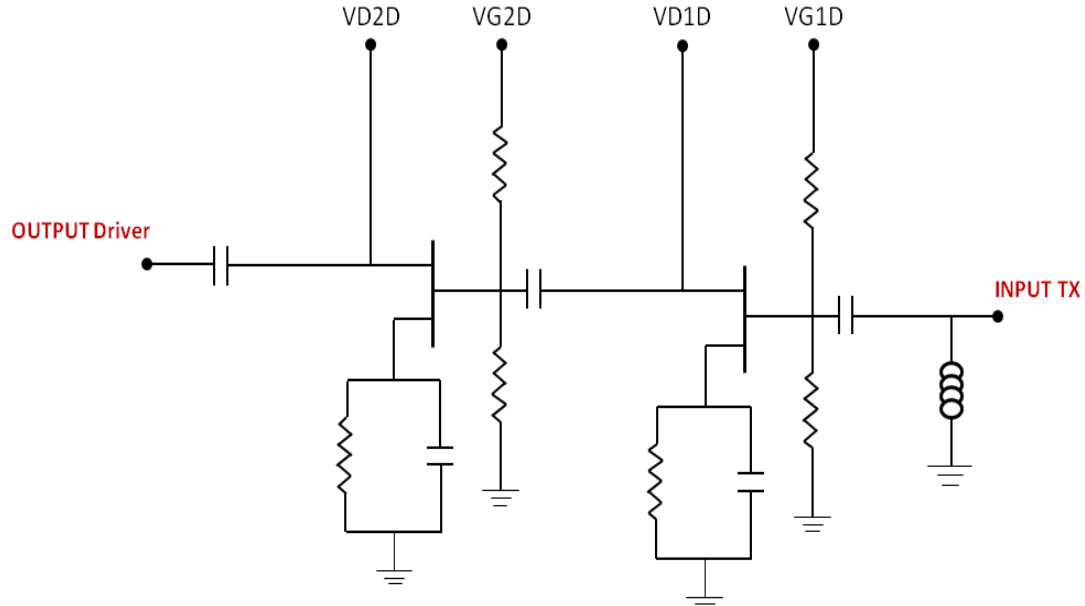 VD2D
VG2D
VD1D
VG1D
OUTPUT Driver
INPUT TX